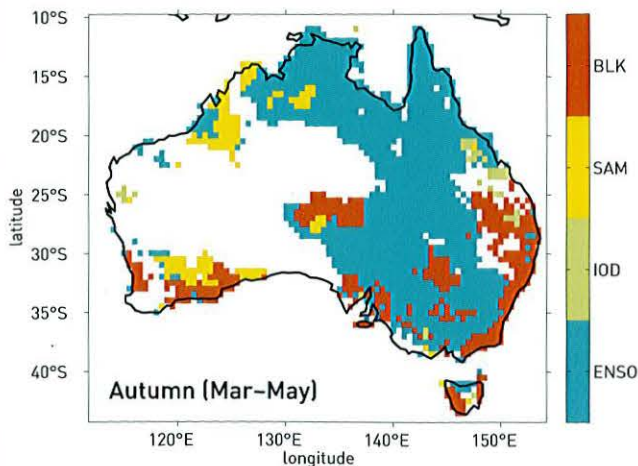 10°S
15°S
20°S
25°S
30°S
35°S
40°S
latitude
Autumn (Mar–May)
120°E
130°E
140°E
150°E
longitude
BLK
SAM
IOD
ENSO